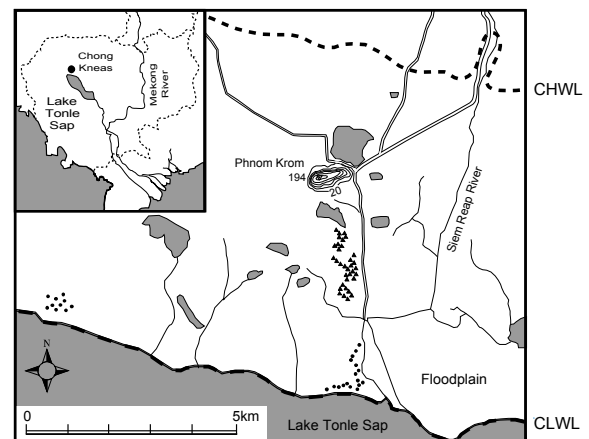 Chong
Kneas
Mekong
River
Lake
Tonle
Sap
CHWL
Phnom Krom
194
20
Siem Reap River
N
Floodplain
0
5km
Lake Tonle Sap
CLWL